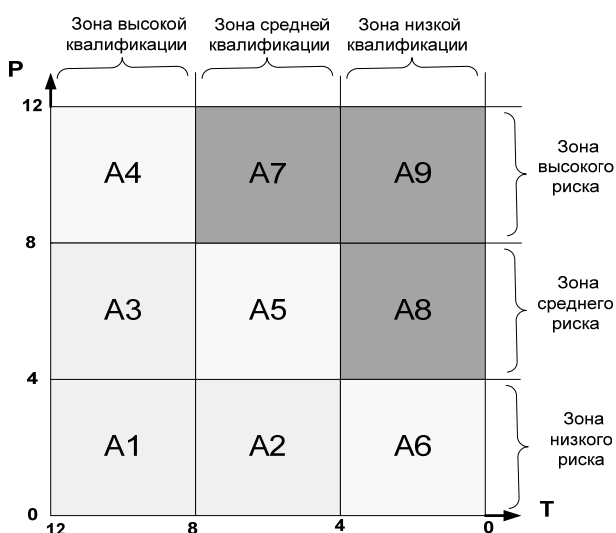 Зона высокой
квалификации
Зона средней
квалификации
Зона низкой
квалификации
P
12
A4
A7
A9
Зона
высокого
риска
8
A3
A5
A8
Зона
среднего
риска
4
A1
A2
A6
Зона
низкого
риска
0
12
8
4
0
T